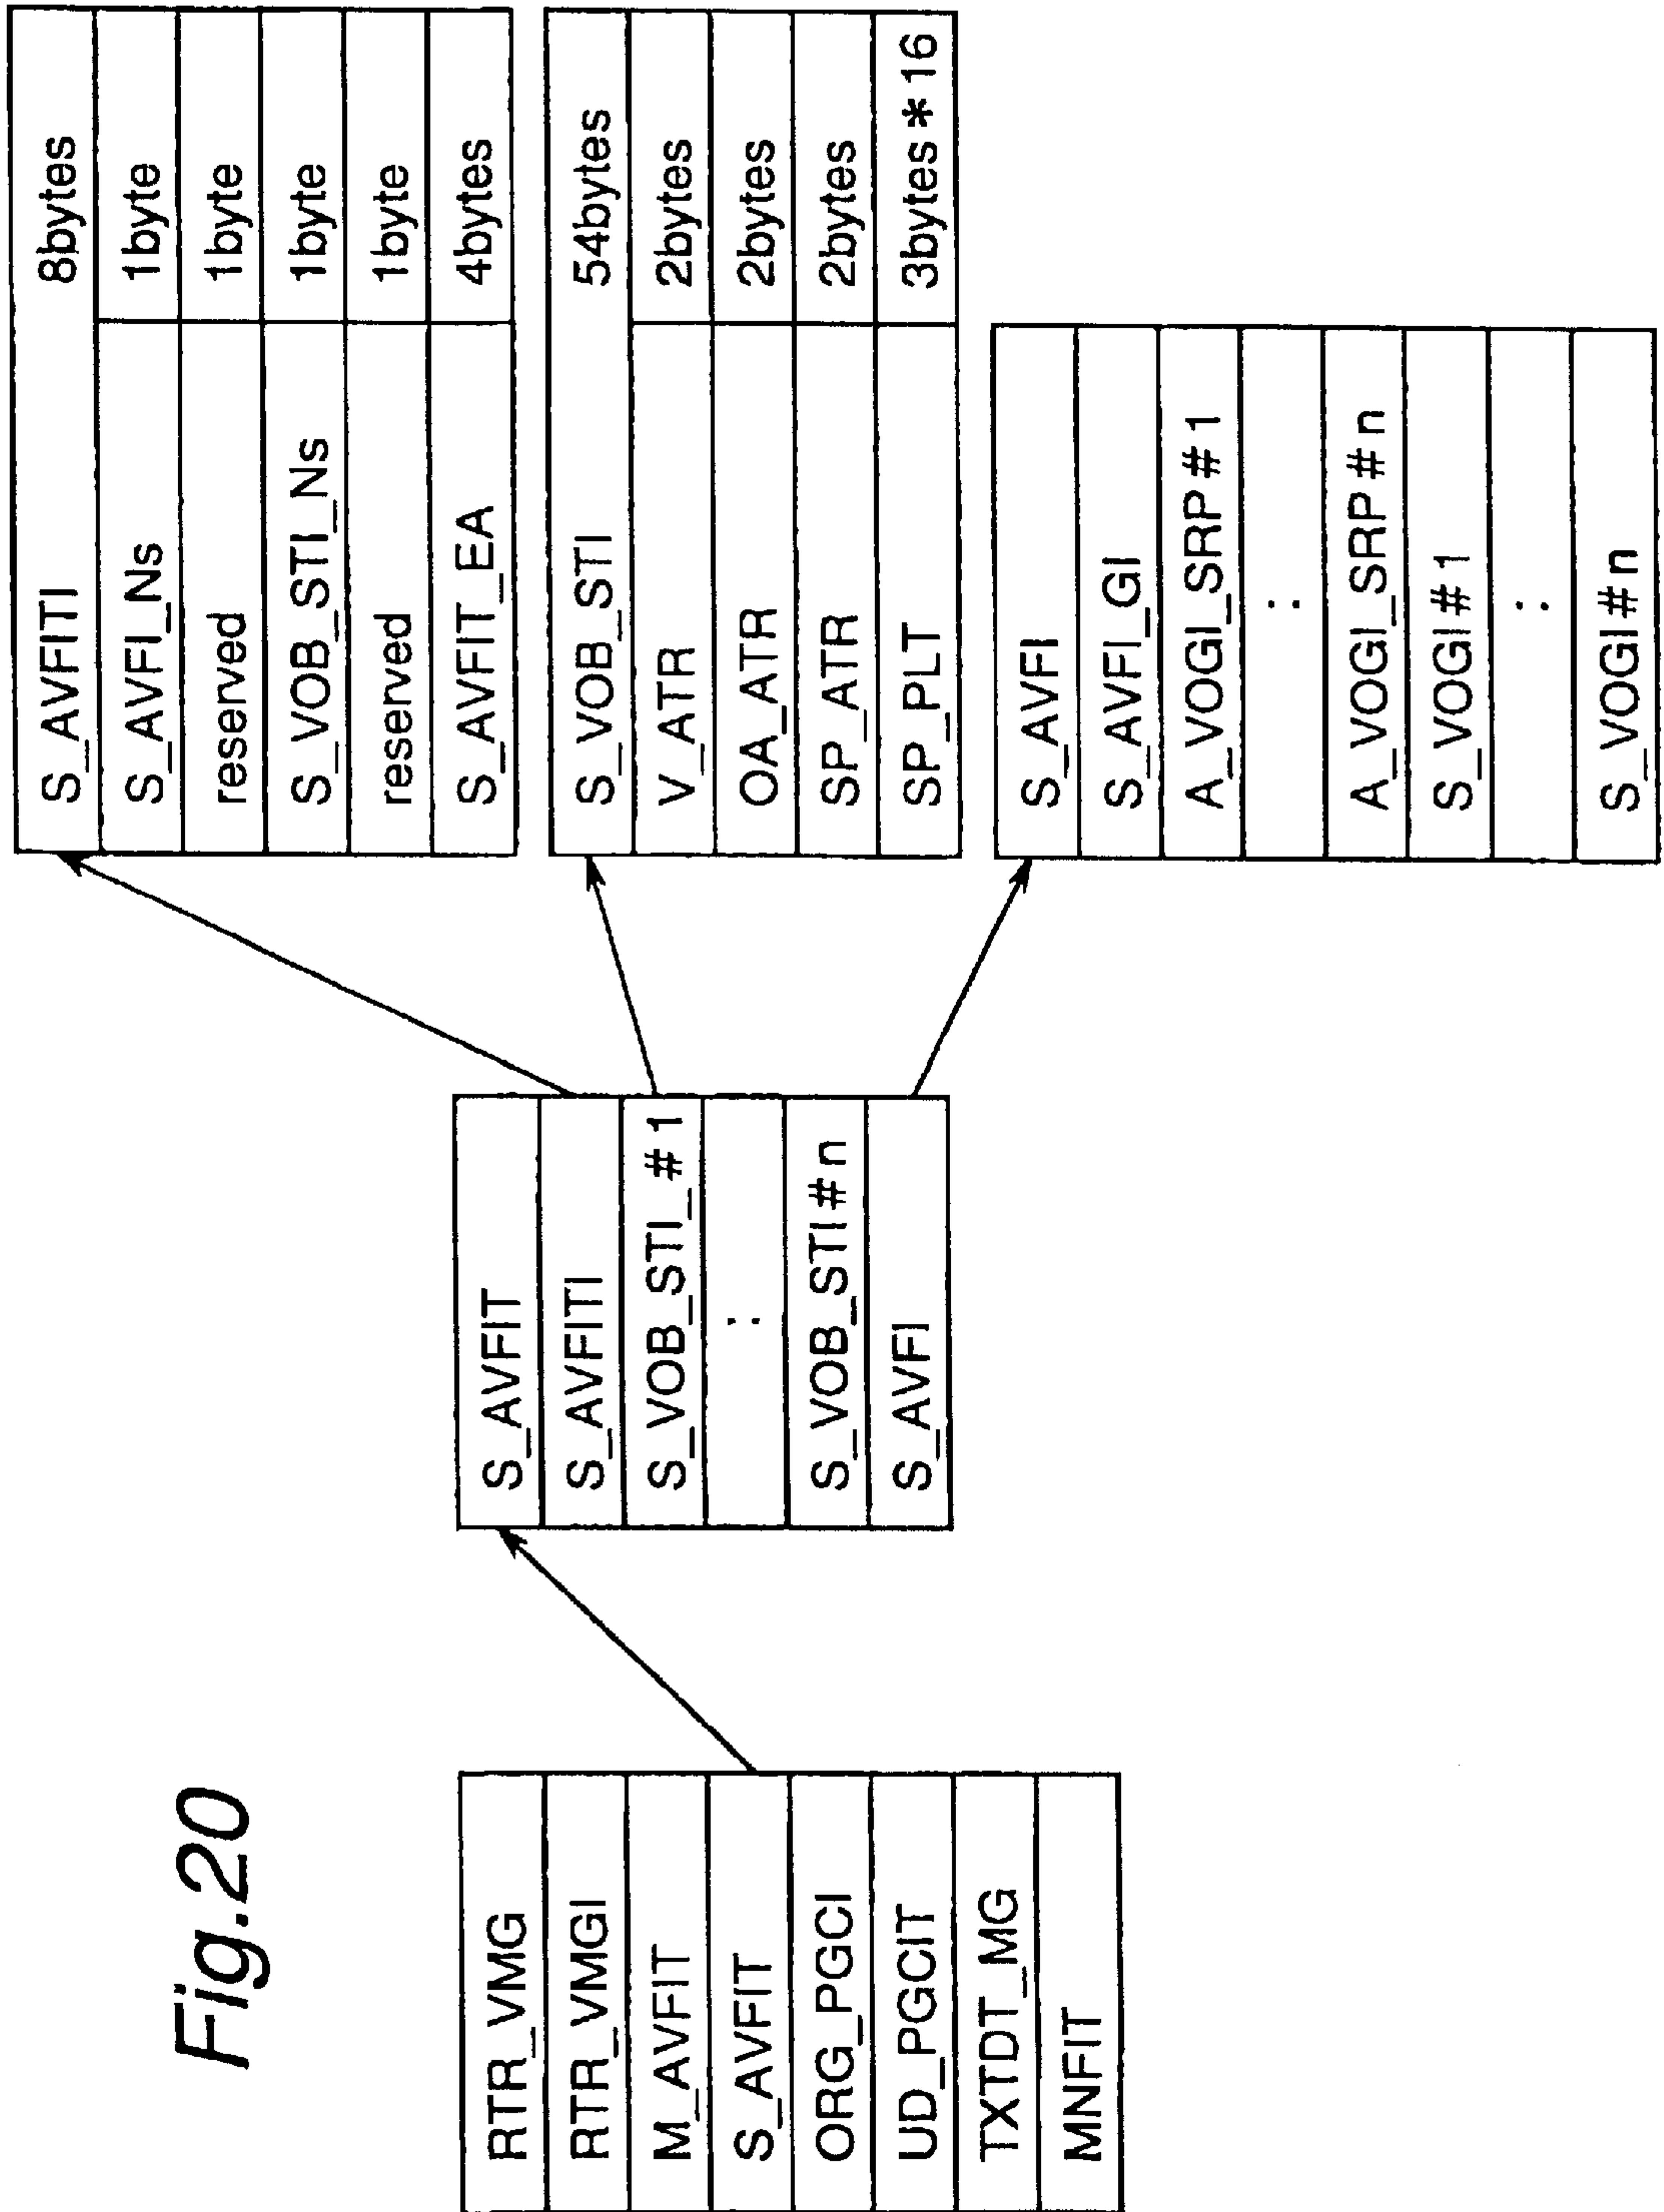 Fig.20
RTR_VMG
RTR_VMGI
M_AVFIT
S_AVFIT
ORG_PGCI
UD_PGCIT
TXTDT_MG
MNFIT
S_AVFIT
S_AVFITI
S_VOB_STI_#1
:
S_VOB_STI#n
S_AVFI
S_AVFITI 8bytes
S_AVFI_Ns 1byte
reserved 1byte
S_VOB_STI_Ns 1byte
reserved 1byte
S_AVFIT_EA 4bytes
S_VOB_STI 54bytes
V_ATR 2bytes
OA_ATR 2bytes
SP_ATR 2bytes
SP_PLT 3bytes*16
S_AVFI
S_AVFI_GI
A_VOGI_SRP#1
:
A_VOGI_SRP#n
S_VOGI#1
:
S_VOGI#n